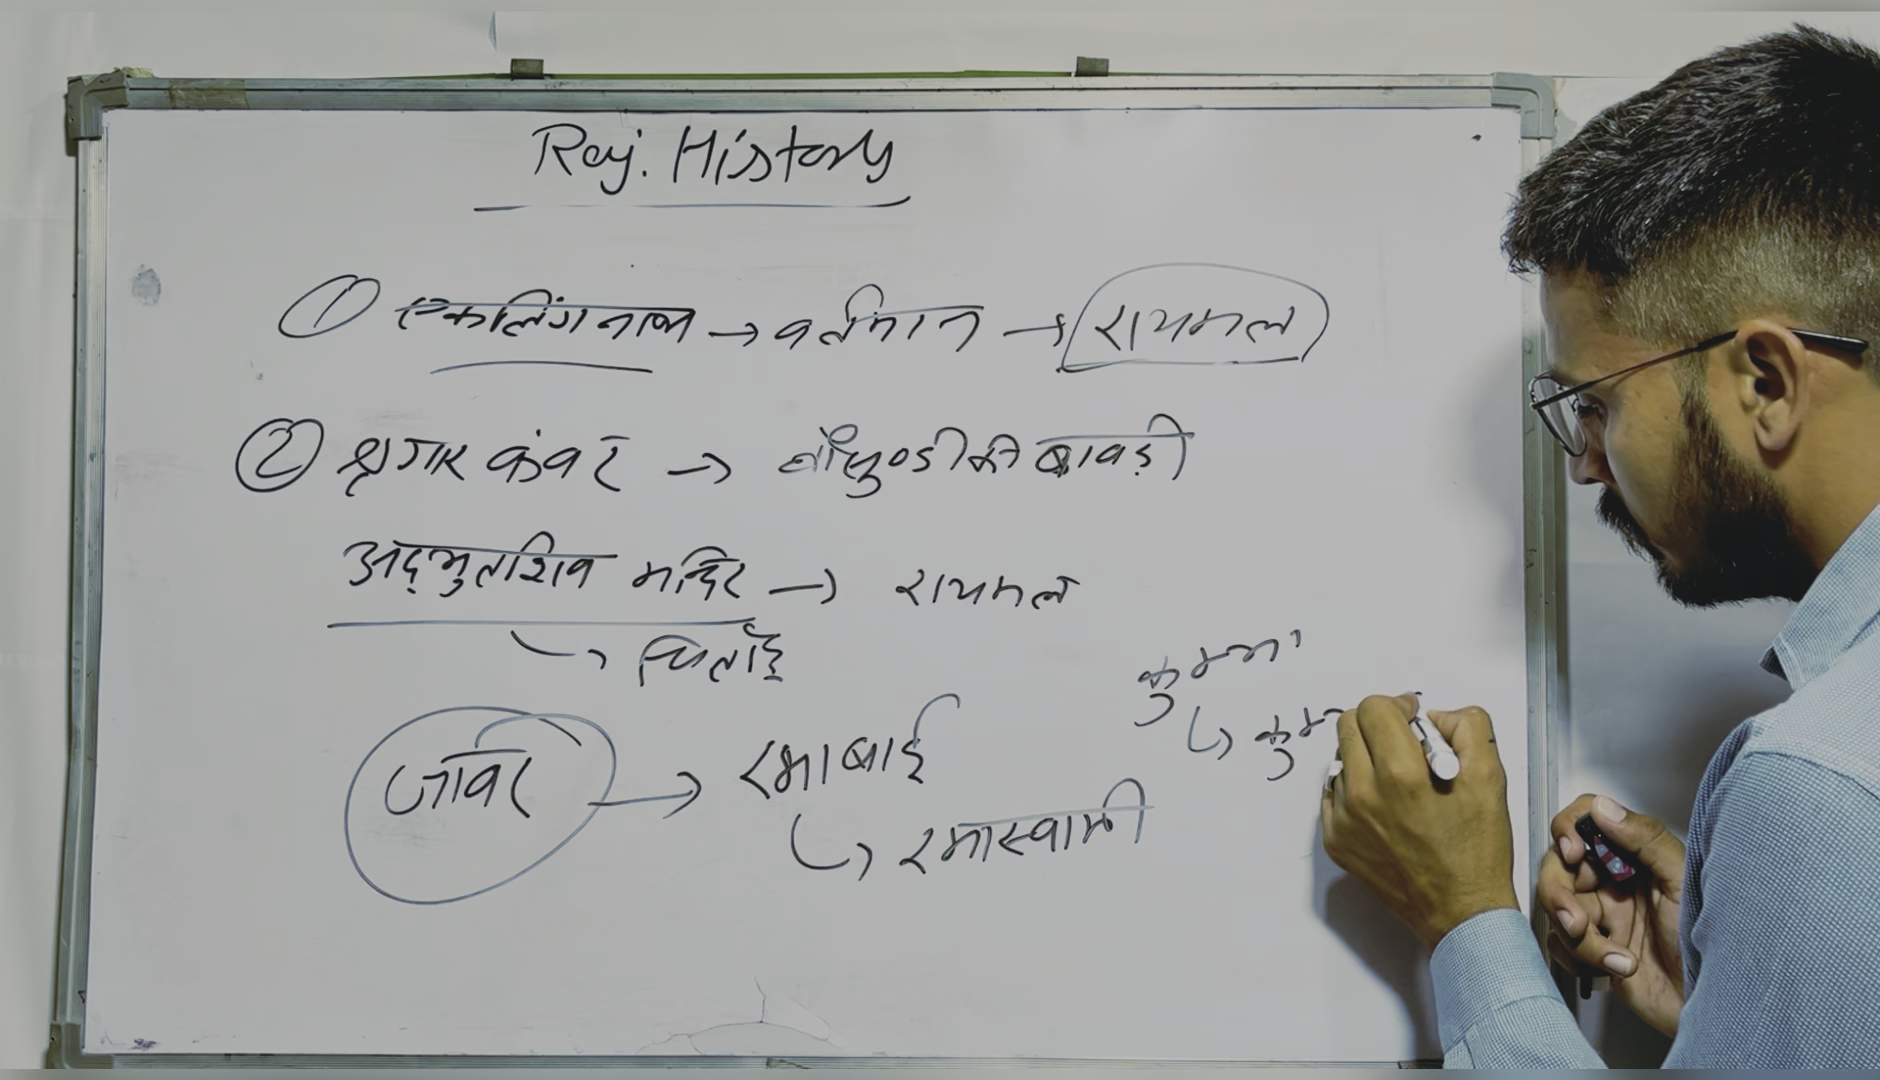 Raj. History
① एकलिंगनाथ → वर्तमान → रायमल
② श्रृगार कंवर → की बावड़ी
अद्भुतशिव मन्दिर → रायमल
↳ चितौड़
जावर → रमाबाई
↳ रमास्वामी
कुम्भा
↳